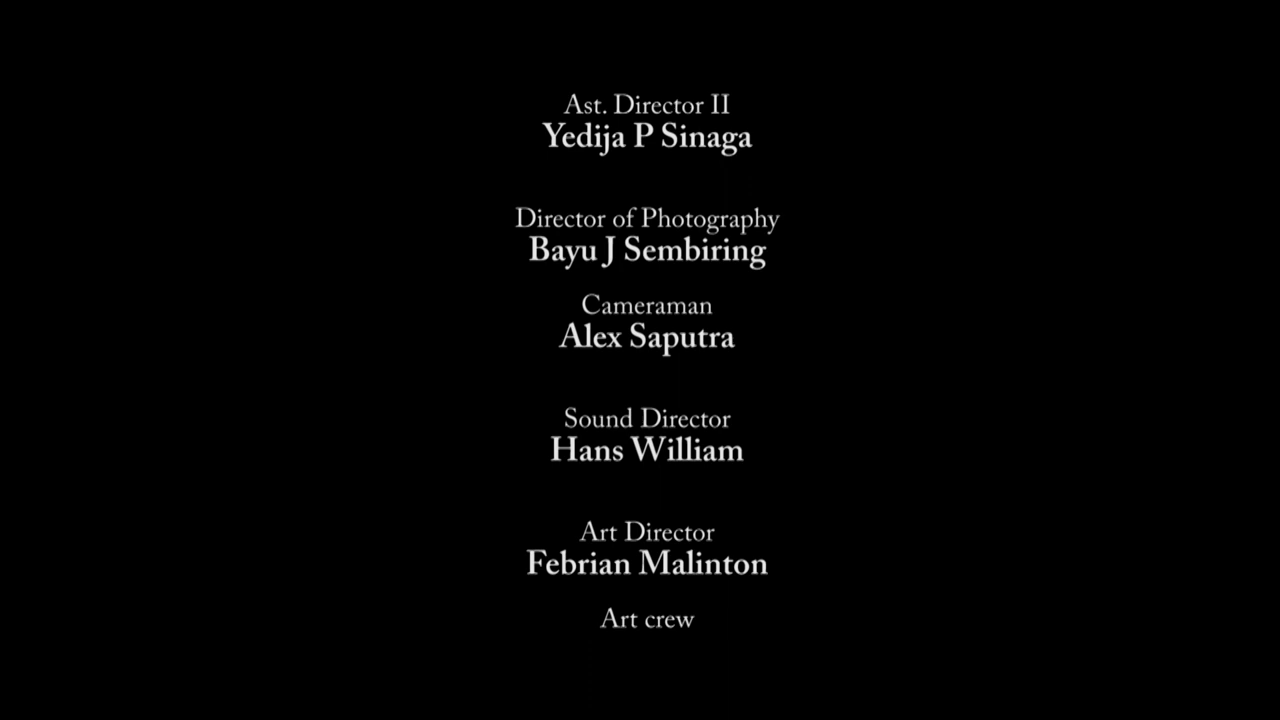 Ast. Director II
Yedija P Sinaga
Director of Photography
Bayu J Sembiring
Cameraman
Alex Saputra
Sound Director
Hans William
Art Director
Febrian Malinton
Art crew